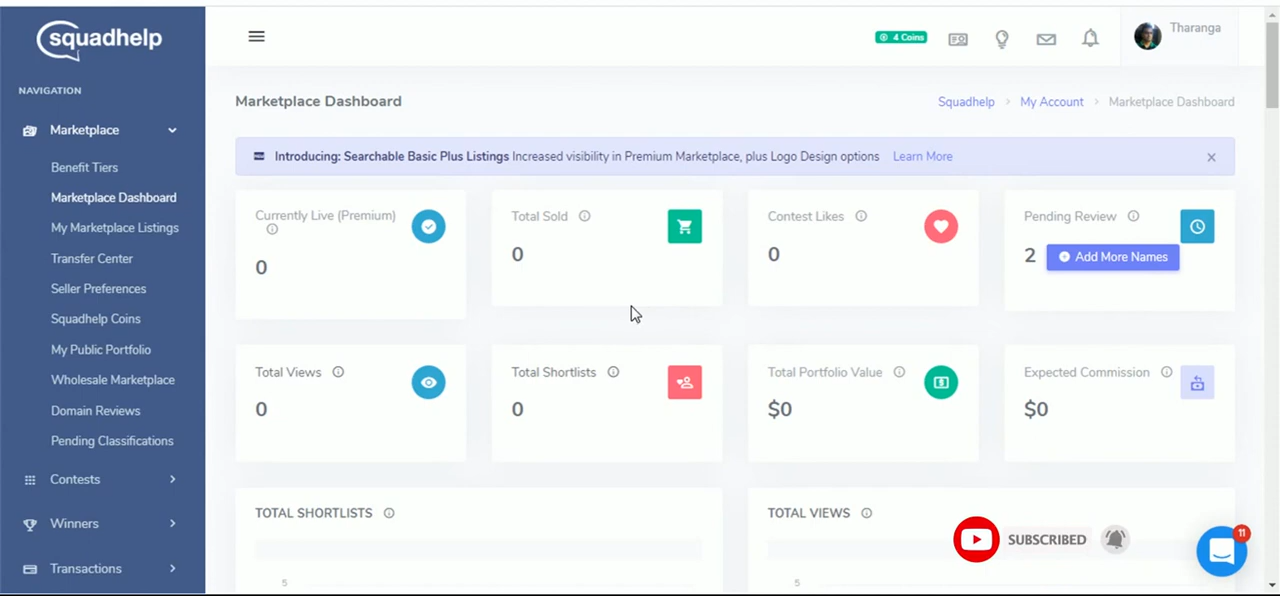 squadhelp
4 Coins
Tharanga
NAVIGATION
Marketplace
Benefit Tiers
Marketplace Dashboard
My Marketplace Listings
Transfer Center
Seller Preferences
Squadhelp Coins
My Public Portfolio
Wholesale Marketplace
Domain Reviews
Pending Classifications
Contests
Winners
Transactions
Marketplace Dashboard
Squadhelp > My Account > Marketplace Dashboard
Introducing: Searchable Basic Plus Listings Increased visibility in Premium Marketplace, plus Logo Design options Learn More ×
Currently Live (Premium)
0
Total Sold
0
Contest Likes
0
Pending Review
2 Add More Names
Total Views
0
Total Shortlists
0
Total Portfolio Value
$0
Expected Commission
$0
TOTAL SHORTLISTS
5
TOTAL VIEWS
5
SUBSCRIBED
11